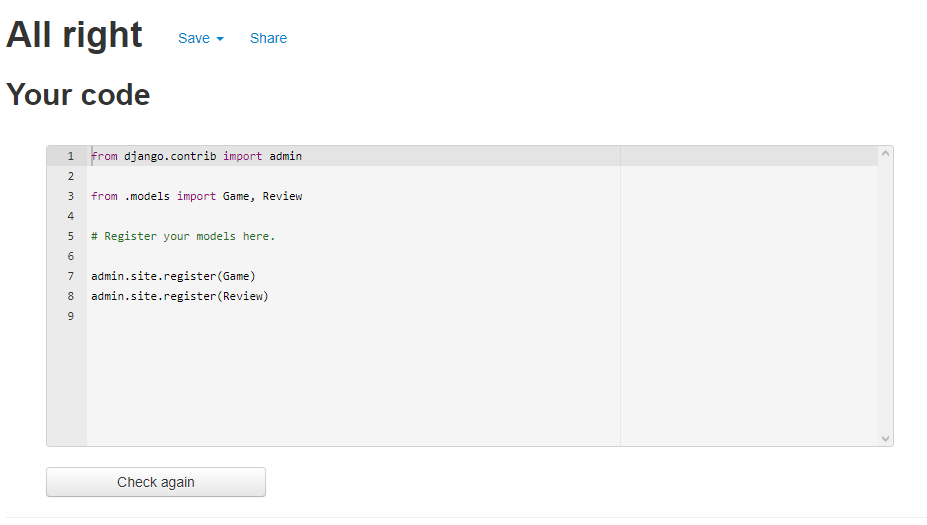 All right Save Share
Your code
1 from django.contrib import admin
2
3 from .models import Game, Review
4
5 # Register your models here.
6
7 admin.site.register(Game)
8 admin.site.register(Review)
9
Check again